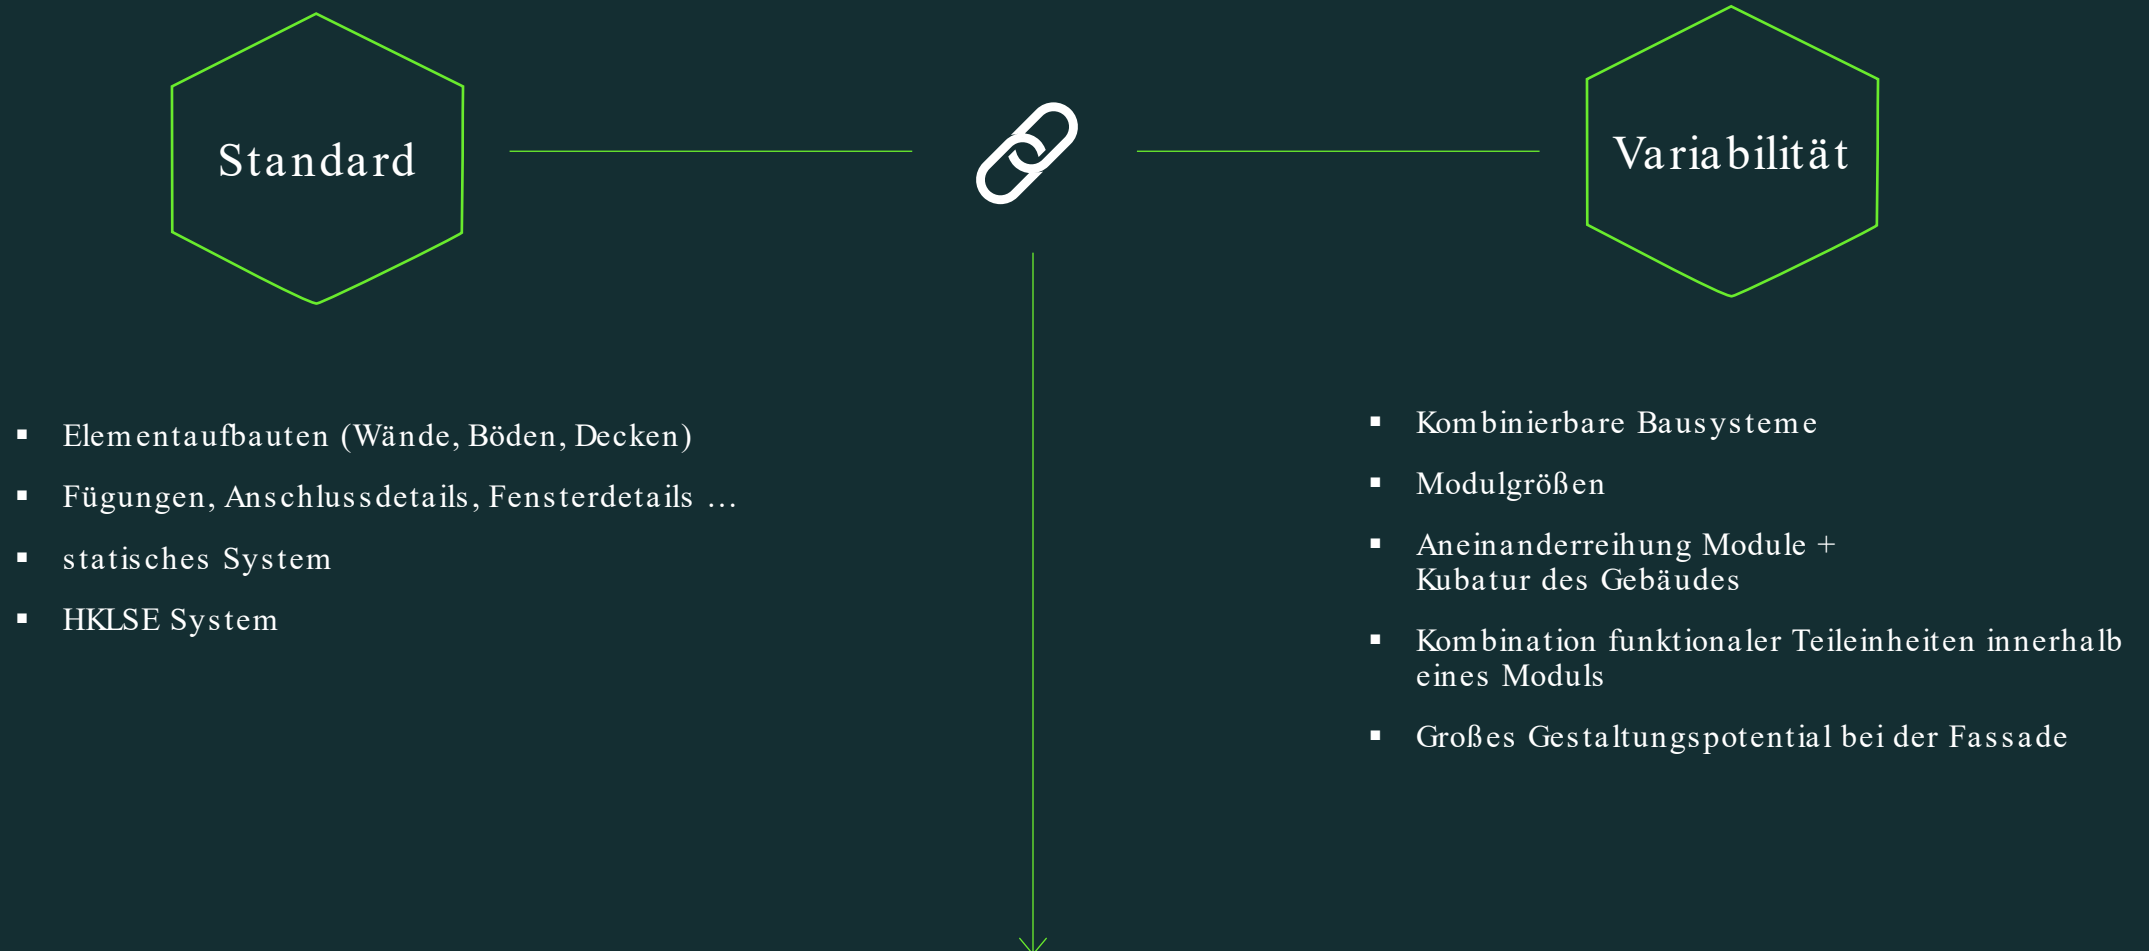 Standard
Variabilität
Elementaufbauten (Wände, Böden, Decken)
Fügungen, Anschlussdetails, Fensterdetails …
statisches System
HKLSE System
Kombinierbare Bausysteme
Modulgrößen
Aneinanderreihung Module +
Kubatur des Gebäudes
Kombination funktionaler Teileinheiten innerhalb
eines Moduls
Großes Gestaltungspotential bei der Fassade